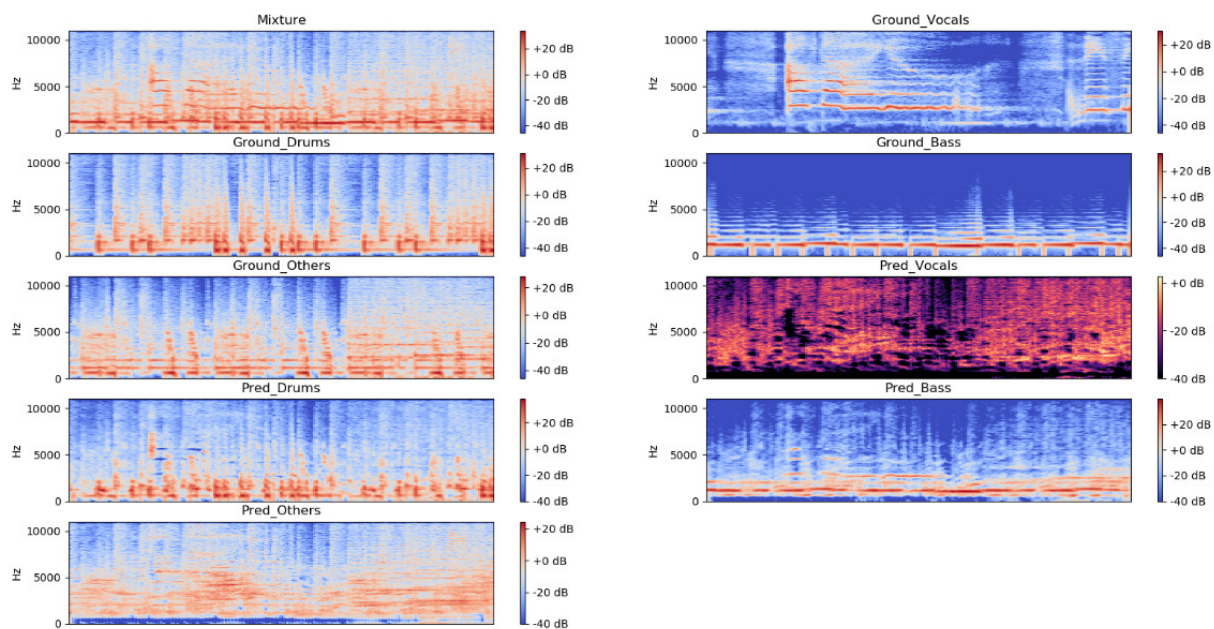 Mixture
10000
5000
0
Hz
+20 dB
+0 dB
-20 dB
-40 dB
Ground_Drums
10000
5000
0
Hz
+20 dB
+0 dB
-20 dB
-40 dB
Ground_Others
10000
5000
0
Hz
+20 dB
+0 dB
-20 dB
-40 dB
Pred_Drums
10000
5000
0
Hz
+20 dB
+0 dB
-20 dB
-40 dB
Pred_Others
10000
5000
0
Hz
+20 dB
+0 dB
-20 dB
-40 dB
Ground_Vocals
10000
5000
0
Hz
+20 dB
+0 dB
-20 dB
-40 dB
Ground_Bass
10000
5000
0
Hz
+20 dB
+0 dB
-20 dB
-40 dB
Pred_Vocals
10000
5000
0
Hz
+0 dB
-20 dB
-40 dB
Pred_Bass
10000
5000
0
Hz
+20 dB
+0 dB
-20 dB
-40 dB